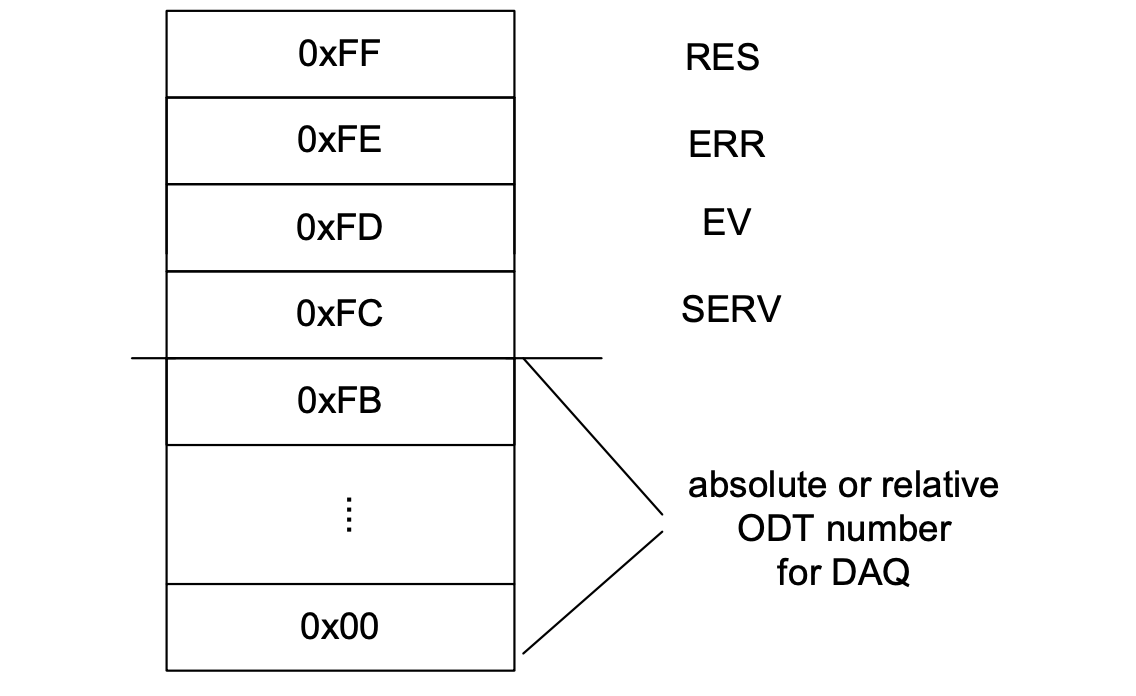 0xFF RES
0xFE ERR
0xFD EV
0xFC SERV
0xFB
⋮
absolute or relative
ODT number
for DAQ
0x00